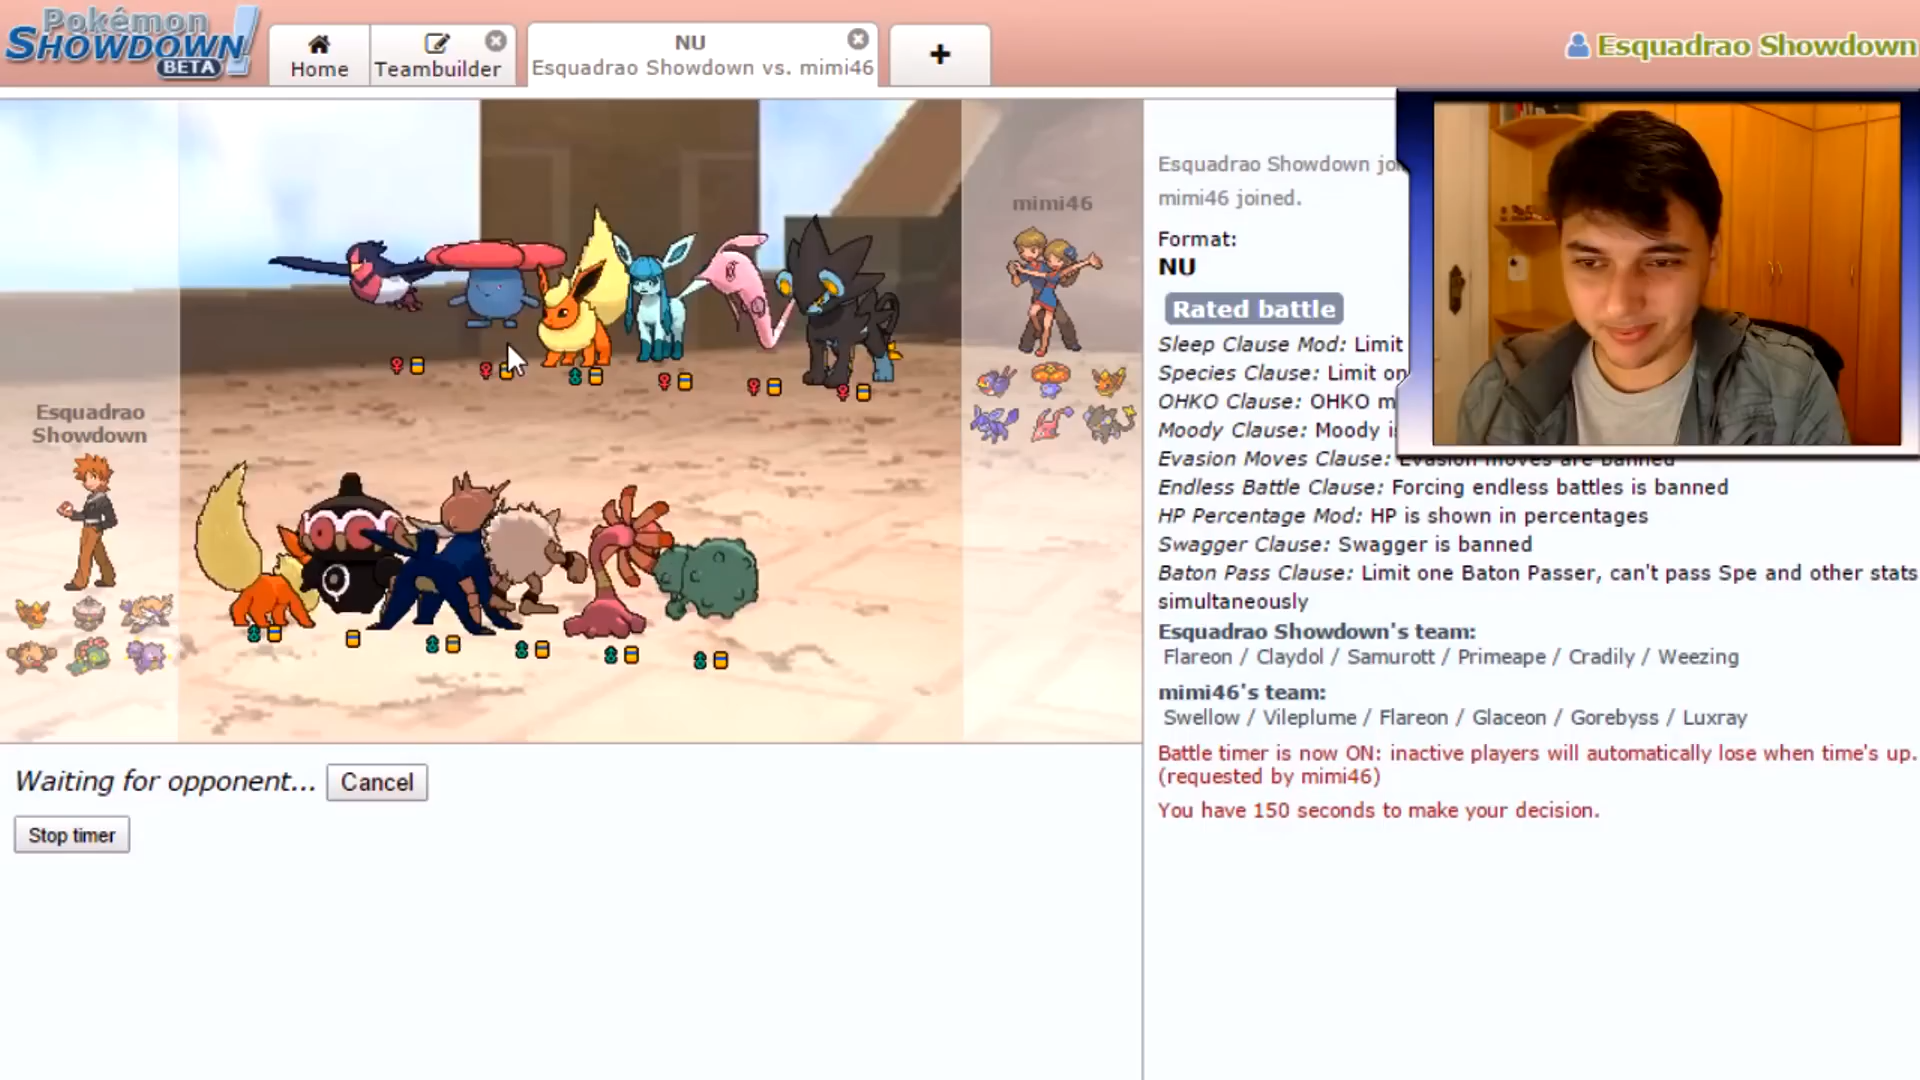 Pokémon
SHOWDOWN!
BETA
Home
Teambuilder
NU
Esquadrao Showdown vs. mimi46
+
Esquadrao Showdown
mimi46
Esquadrao
Showdown
Esquadrao Showdown
mimi46 joined.
Format:
NU
Rated battle
Sleep Clause Mod: Limit
Species Clause: Limit
OHKO Clause: OHKO
Moody Clause: Moody
Evasion Moves Clause: Evasion moves are banned
Endless Battle Clause: Forcing endless battles is banned
HP Percentage Mod: HP is shown in percentages
Swagger Clause: Swagger is banned
Baton Pass Clause: Limit one Baton Passer, can't pass Spe and other stats
simultaneously
Esquadrao Showdown's team:
Flareon / Claydol / Samurott / Primeape / Cradily / Weezing
mimi46's team:
Swellow / Vileplume / Flareon / Glaceon / Gorebyss / Luxray
Battle timer is now ON: inactive players will automatically lose when time's up.
(requested by mimi46)
You have 150 seconds to make your decision.
Waiting for opponent... Cancel
Stop timer